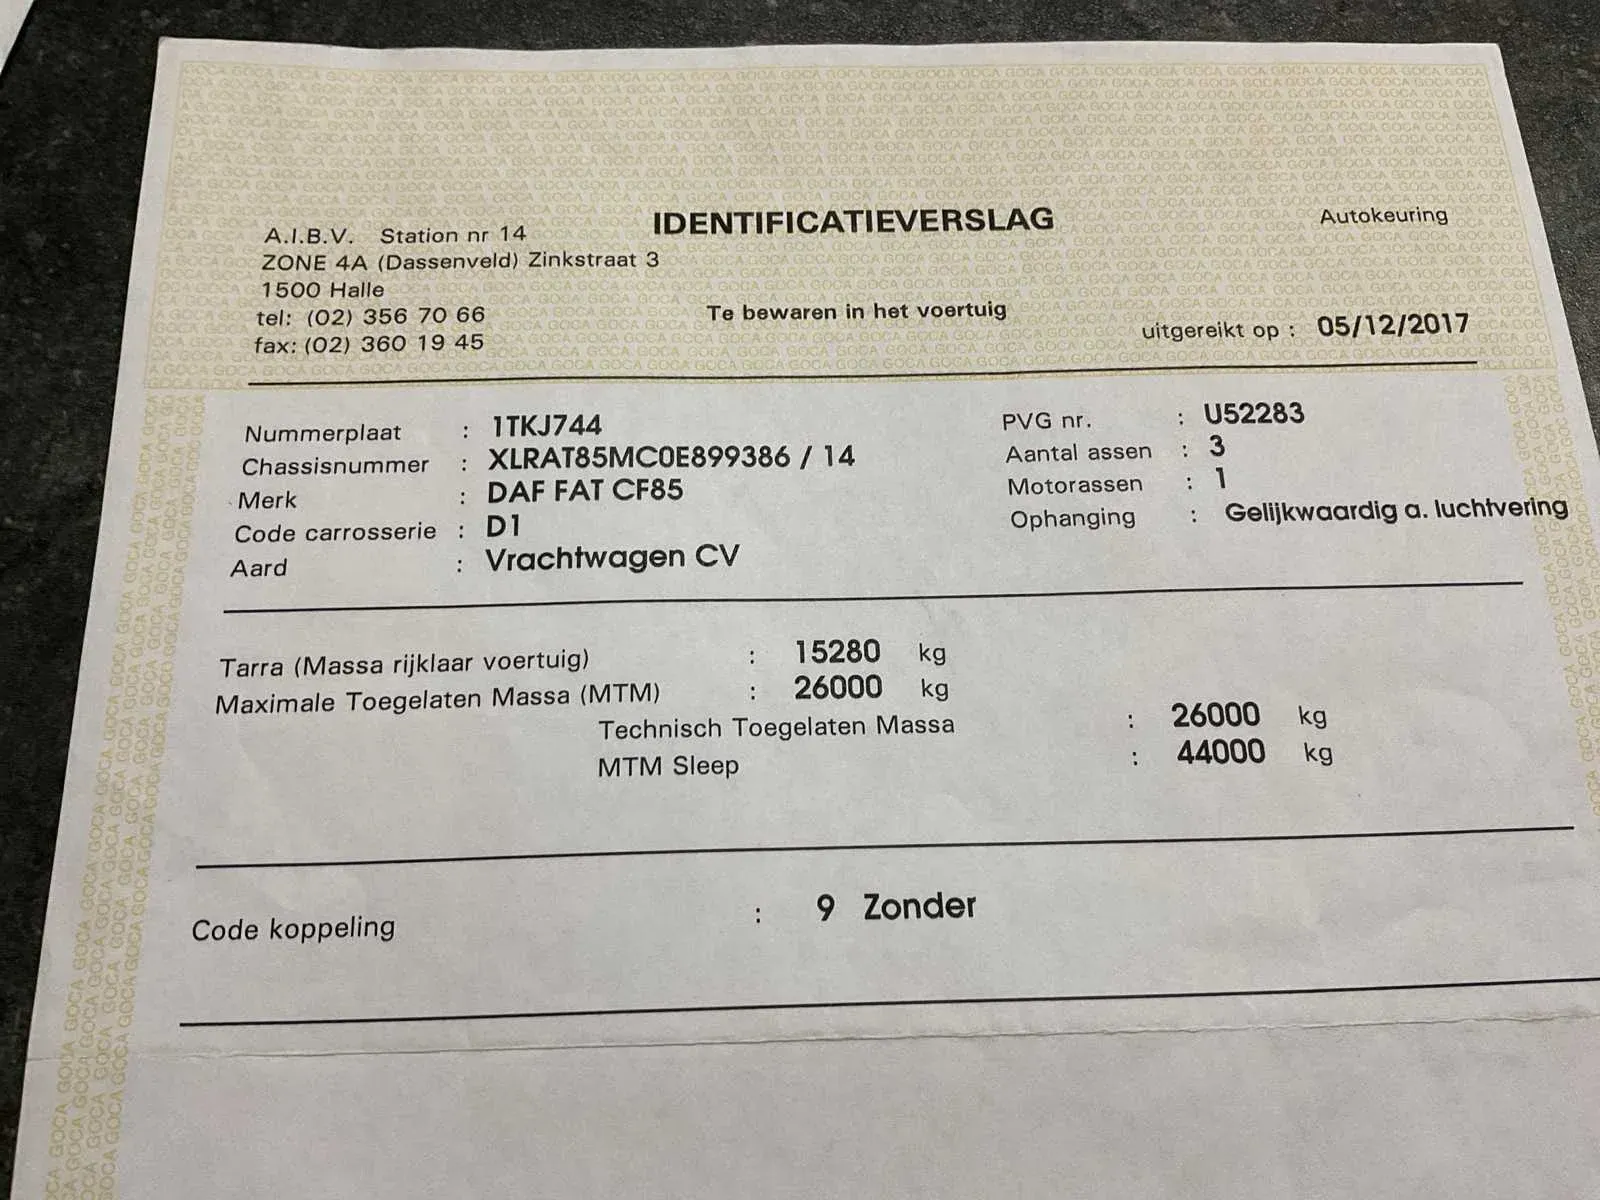 IDENTIFICATIEVERSLAG
Autokeuring
A.I.B.V. Station nr 14
ZONE 4A (Dassenveld) Zinkstraat 3
1500 Halle
tel: (02) 356 70 66
fax: (02) 360 19 45
Te bewaren in het voertuig
uitgereikt op : 05/12/2017
Nummerplaat : 1TKJ744
Chassisnummer : XLRAT85MC0E899386 / 14
Merk : DAF FAT CF85
Code carrosserie : D1
Aard : Vrachtwagen CV
PVG nr. : U52283
Aantal assen : 3
Motorassen : 1
Ophanging : Gelijkwaardig a. luchtvering
Tarra (Massa rijklaar voertuig) : 15280 kg
Maximale Toegelaten Massa (MTM) : 26000 kg
Technisch Toegelaten Massa : 26000 kg
MTM Sleep : 44000 kg
Code koppeling : 9 Zonder